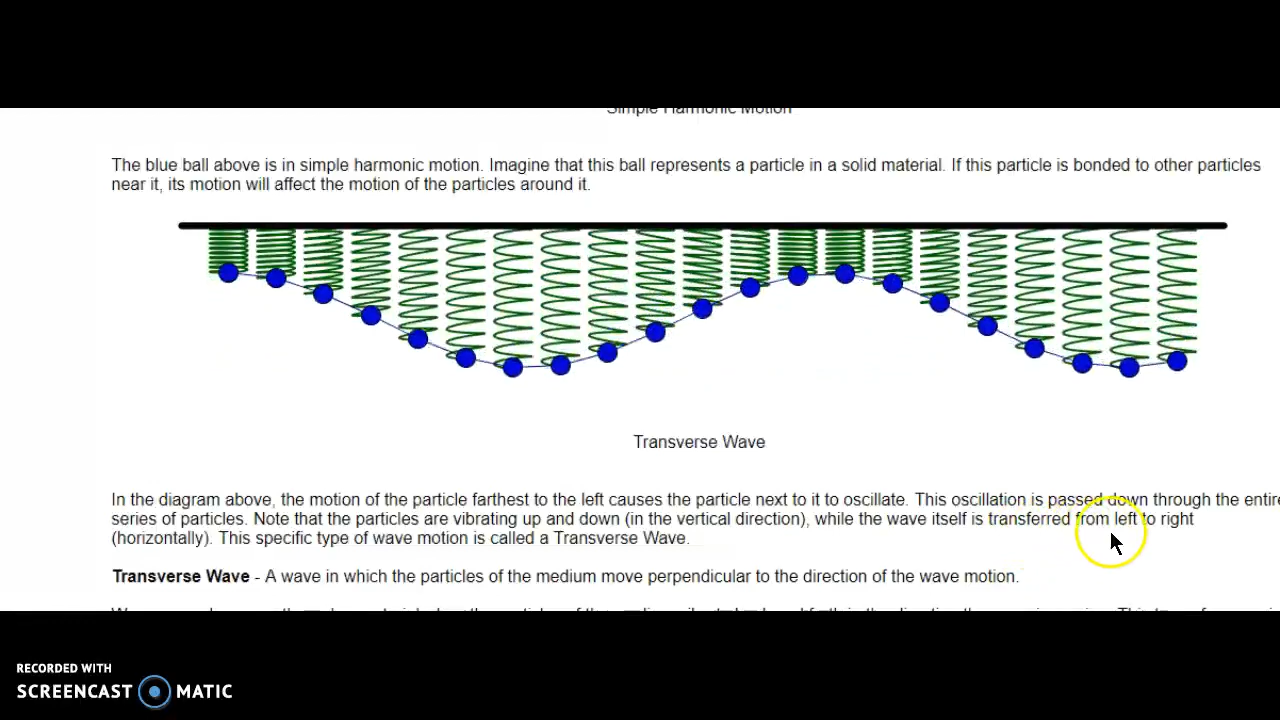 Simple Harmonic Motion
The blue ball above is in simple harmonic motion. Imagine that this ball represents a particle in a solid material. If this particle is bonded to other particles
near it, its motion will affect the motion of the particles around it.
Transverse Wave
In the diagram above, the motion of the particle farthest to the left causes the particle next to it to oscillate. This oscillation is passed down through the entire
series of particles. Note that the particles are vibrating up and down (in the vertical direction), while the wave itself is transferred from left to right
(horizontally). This specific type of wave motion is called a Transverse Wave.
Transverse Wave - A wave in which the particles of the medium move perpendicular to the direction of the wave motion.
RECORDED WITH
SCREENCAST MATIC